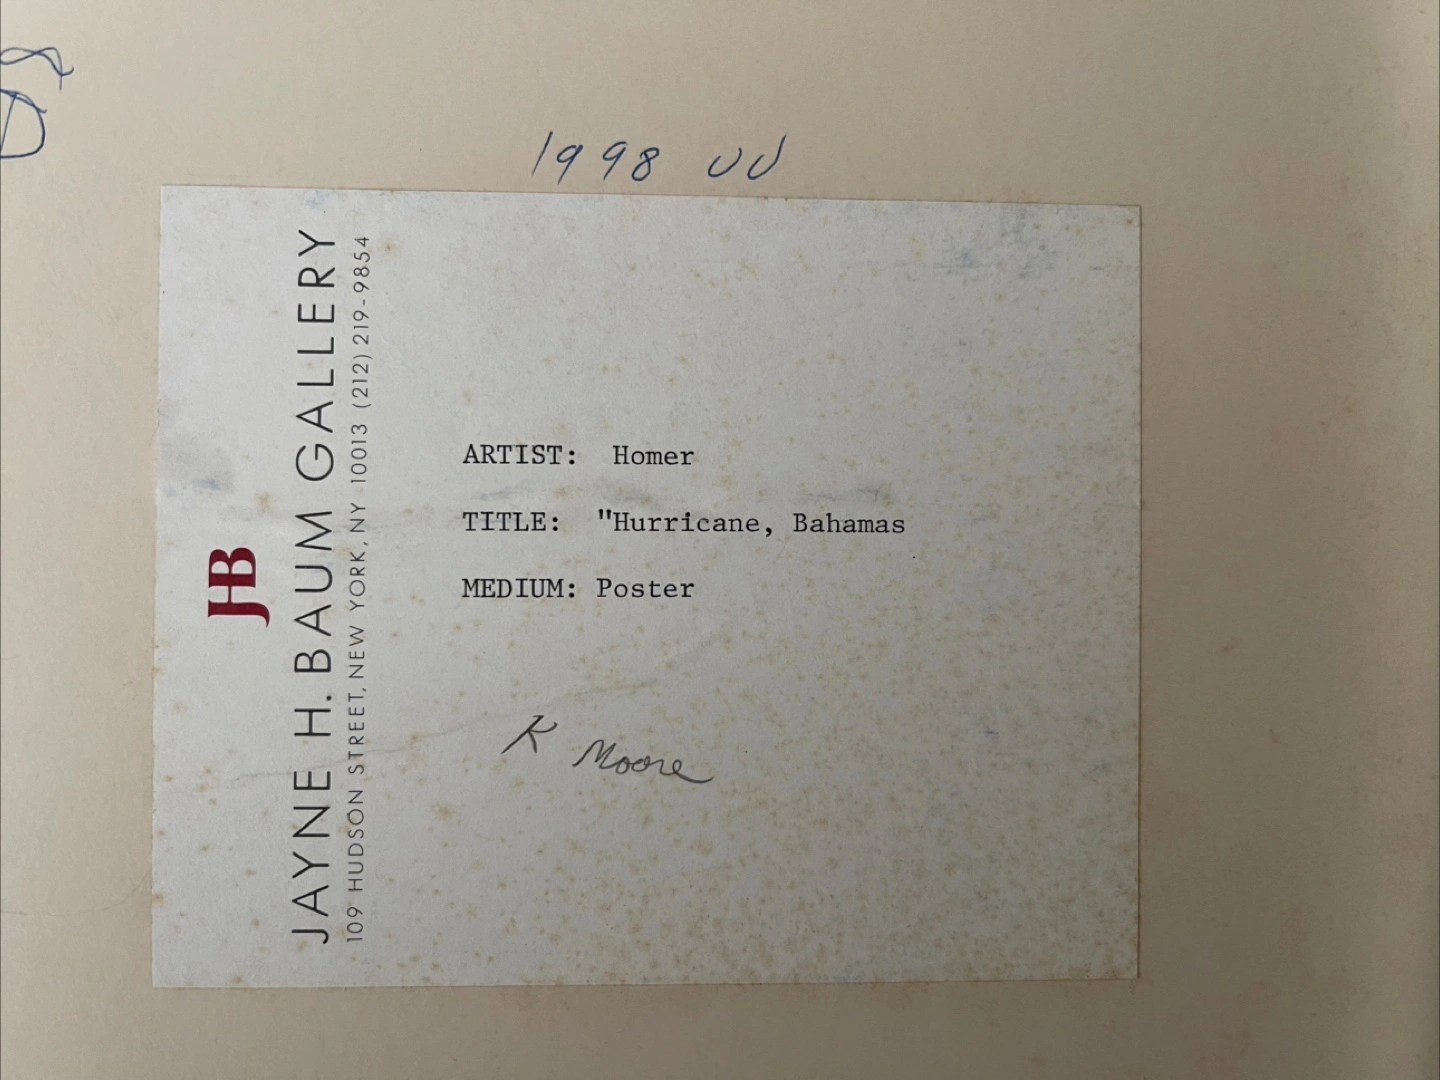 D8
1998 UU
JHB
JAYNE H. BAUM GALLERY
109 HUDSON STREET, NEW YORK, NY 10013 (212) 219-9854
ARTIST: Homer
TITLE: "Hurricane, Bahamas
MEDIUM: Poster
K Moore